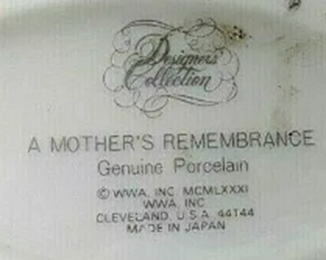 Designers'
Collection
A MOTHER'S REMEMBRANCE
Genuine Porcelain
© WWA, INC. MCMLXXXI
WWA, INC
CLEVELAND, U.S.A. 44144
MADE IN JAPAN